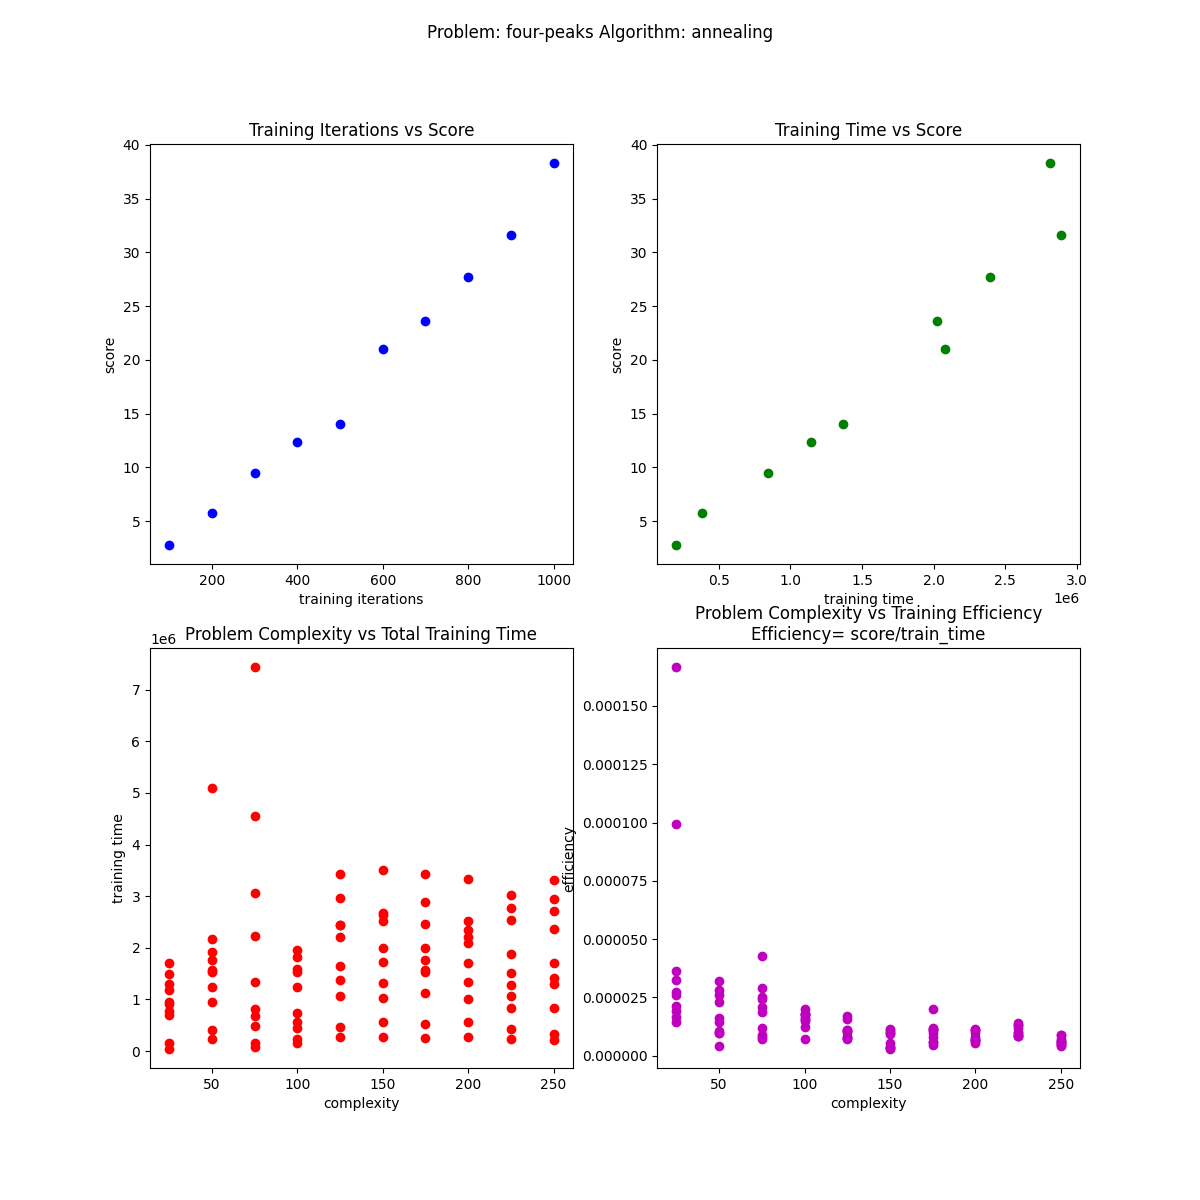 Problem: four-peaks Algorithm: annealing
Training Iterations vs Score
40
35
30
25
20
15
10
5
score
200 400 600 800 1000
training iterations
Training Time vs Score
40
35
30
25
20
15
10
5
score
0.5 1.0 1.5 2.0 2.5 3.0
1e6
training time
Problem Complexity vs Total Training Time
1e6
7
6
5
4
3
2
1
0
training time
50 100 150 200 250
complexity
Problem Complexity vs Training Efficiency
Efficiency= score/train_time
0.000150
0.000125
0.000100
0.000075
0.000050
0.000025
0.000000
efficiency
50 100 150 200 250
complexity